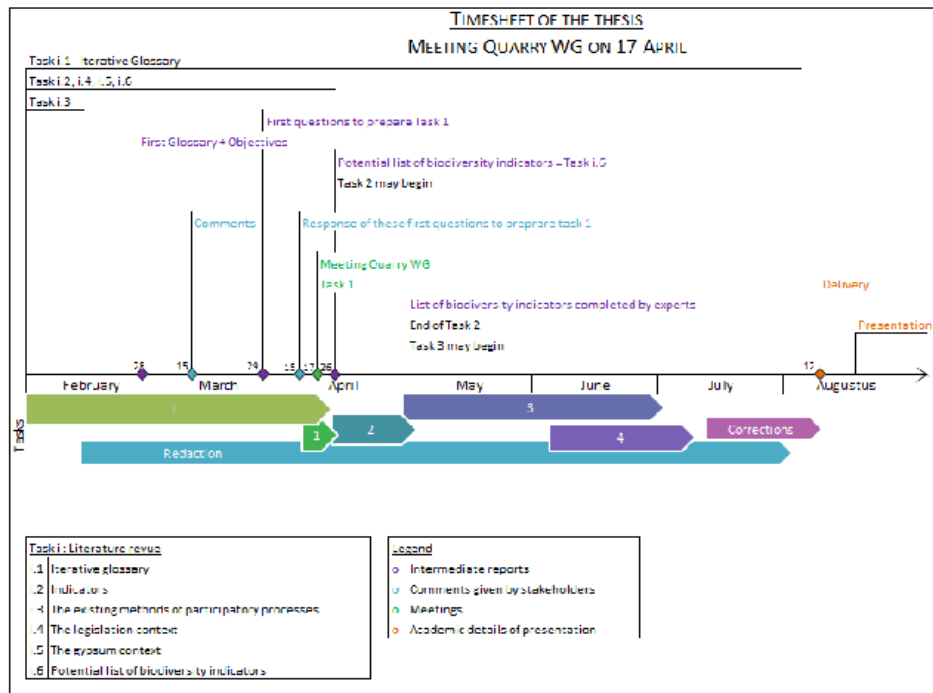 TIMESHEET OF THE THESIS
MEETING QUARRY WG ON 17 APRIL
Task i.1 Iterative Glossary
Task i.2, i.4, i.5, i.6
Task i.3
First questions to prepare Task 1
First Glossary + Objectives
Potential list of biodiversity indicators = Task i.6
Task 2 may begin
Comments
Response of these first questions to preprare task 1
Meeting Quarry WG
Task 1
Delivery
List of biodiversity indicators completed by experts
End of Task 2
Presentation
Task 3 may begin
15 29 17 26 12
February March April May June July Augustus
3
1 2 4 Corrections
Tasks
Redaction
Task i : Literature revue
i.1 Iterative glossary
i.2 Indicators
i.3 The existing methods of participatory processes
i.4 The legislation context
i.5 The gypsum context
i.6 Potential list of biodiversity indicators
Legend
Intermediate reports
Comments given by stakeholders
Meetings
Academic details of presentation